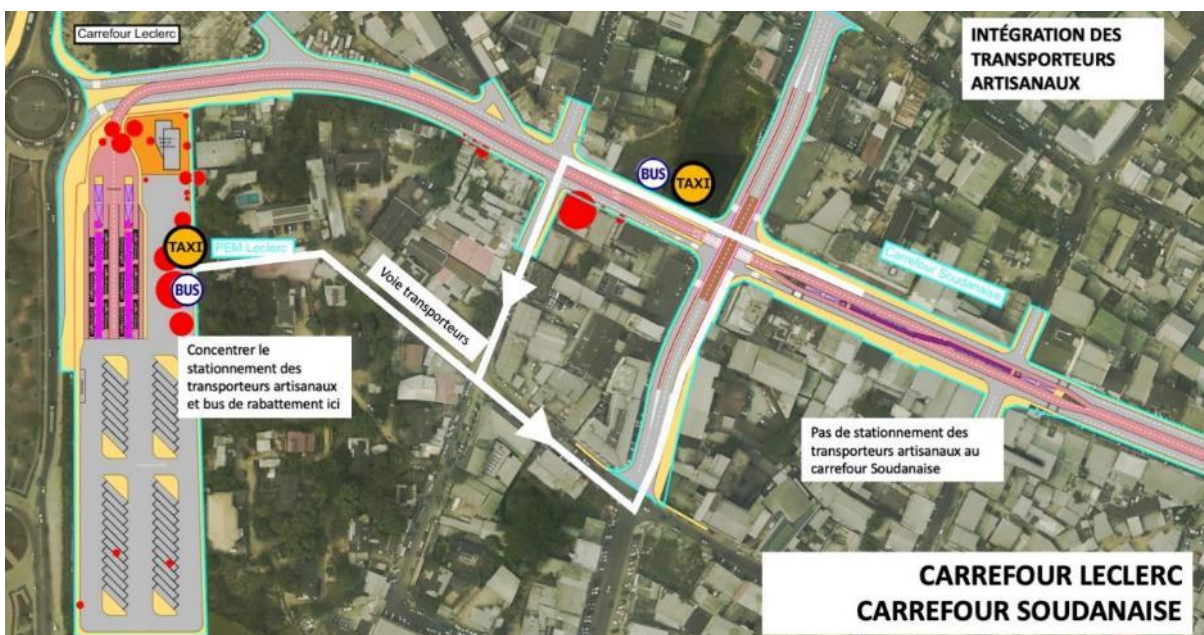 Carrefour Leclerc
INTÉGRATION DES
TRANSPORTEURS
ARTISANAUX
BUS
TAXI
TAXI
PEM Leclerc
BUS
Voie transporteurs
Carrefour Soudanaise
Concentrer le
stationnement des
transporteurs artisanaux
et bus de rabattement ici
Pas de stationnement des
transporteurs artisanaux au
carrefour Soudanaise
CARREFOUR LECLERC
CARREFOUR SOUDANAISE